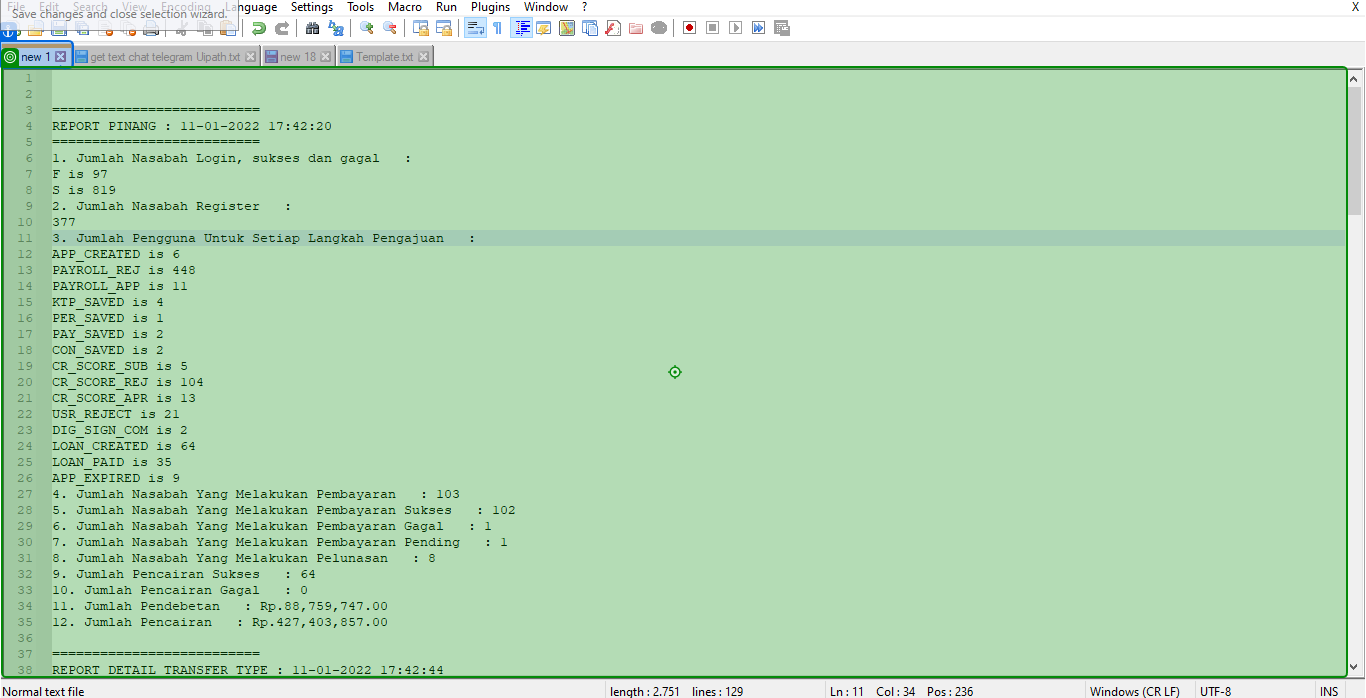 File Edit Search View Encoding Language Settings Tools Macro Run Plugins Window ? X
Save changes and close selection wizard.
new 1 get text chat telegram Uipath.txt new 18 Template.txt
1
2
3 ==========================
4 REPORT PINANG : 11-01-2022 17:42:20
5 ==========================
6 1. Jumlah Nasabah Login, sukses dan gagal :
7 F is 97
8 S is 819
9 2. Jumlah Nasabah Register :
10 377
11 3. Jumlah Pengguna Untuk Setiap Langkah Pengajuan :
12 APP_CREATED is 6
13 PAYROLL_REJ is 448
14 PAYROLL_APP is 11
15 KTP_SAVED is 4
16 PER_SAVED is 1
17 PAY_SAVED is 2
18 CON_SAVED is 2
19 CR_SCORE_SUB is 5
20 CR_SCORE_REJ is 104
21 CR_SCORE_APR is 13
22 USR_REJECT is 21
23 DIG_SIGN_COM is 2
24 LOAN_CREATED is 64
25 LOAN_PAID is 35
26 APP_EXPIRED is 9
27 4. Jumlah Nasabah Yang Melakukan Pembayaran : 103
28 5. Jumlah Nasabah Yang Melakukan Pembayaran Sukses : 102
29 6. Jumlah Nasabah Yang Melakukan Pembayaran Gagal : 1
30 7. Jumlah Nasabah Yang Melakukan Pembayaran Pending : 1
31 8. Jumlah Nasabah Yang Melakukan Pelunasan : 8
32 9. Jumlah Pencairan Sukses : 64
33 10. Jumlah Pencairan Gagal : 0
34 11. Jumlah Pendebetan : Rp.88,759,747.00
35 12. Jumlah Pencairan : Rp.427,403,857.00
36
37 ==========================
38 REPORT DETAIL TRANSFER TYPE : 11-01-2022 17:42:44
Normal text file length : 2.751 lines : 129 Ln : 11 Col : 34 Pos : 236 Windows (CR LF) UTF-8 INS